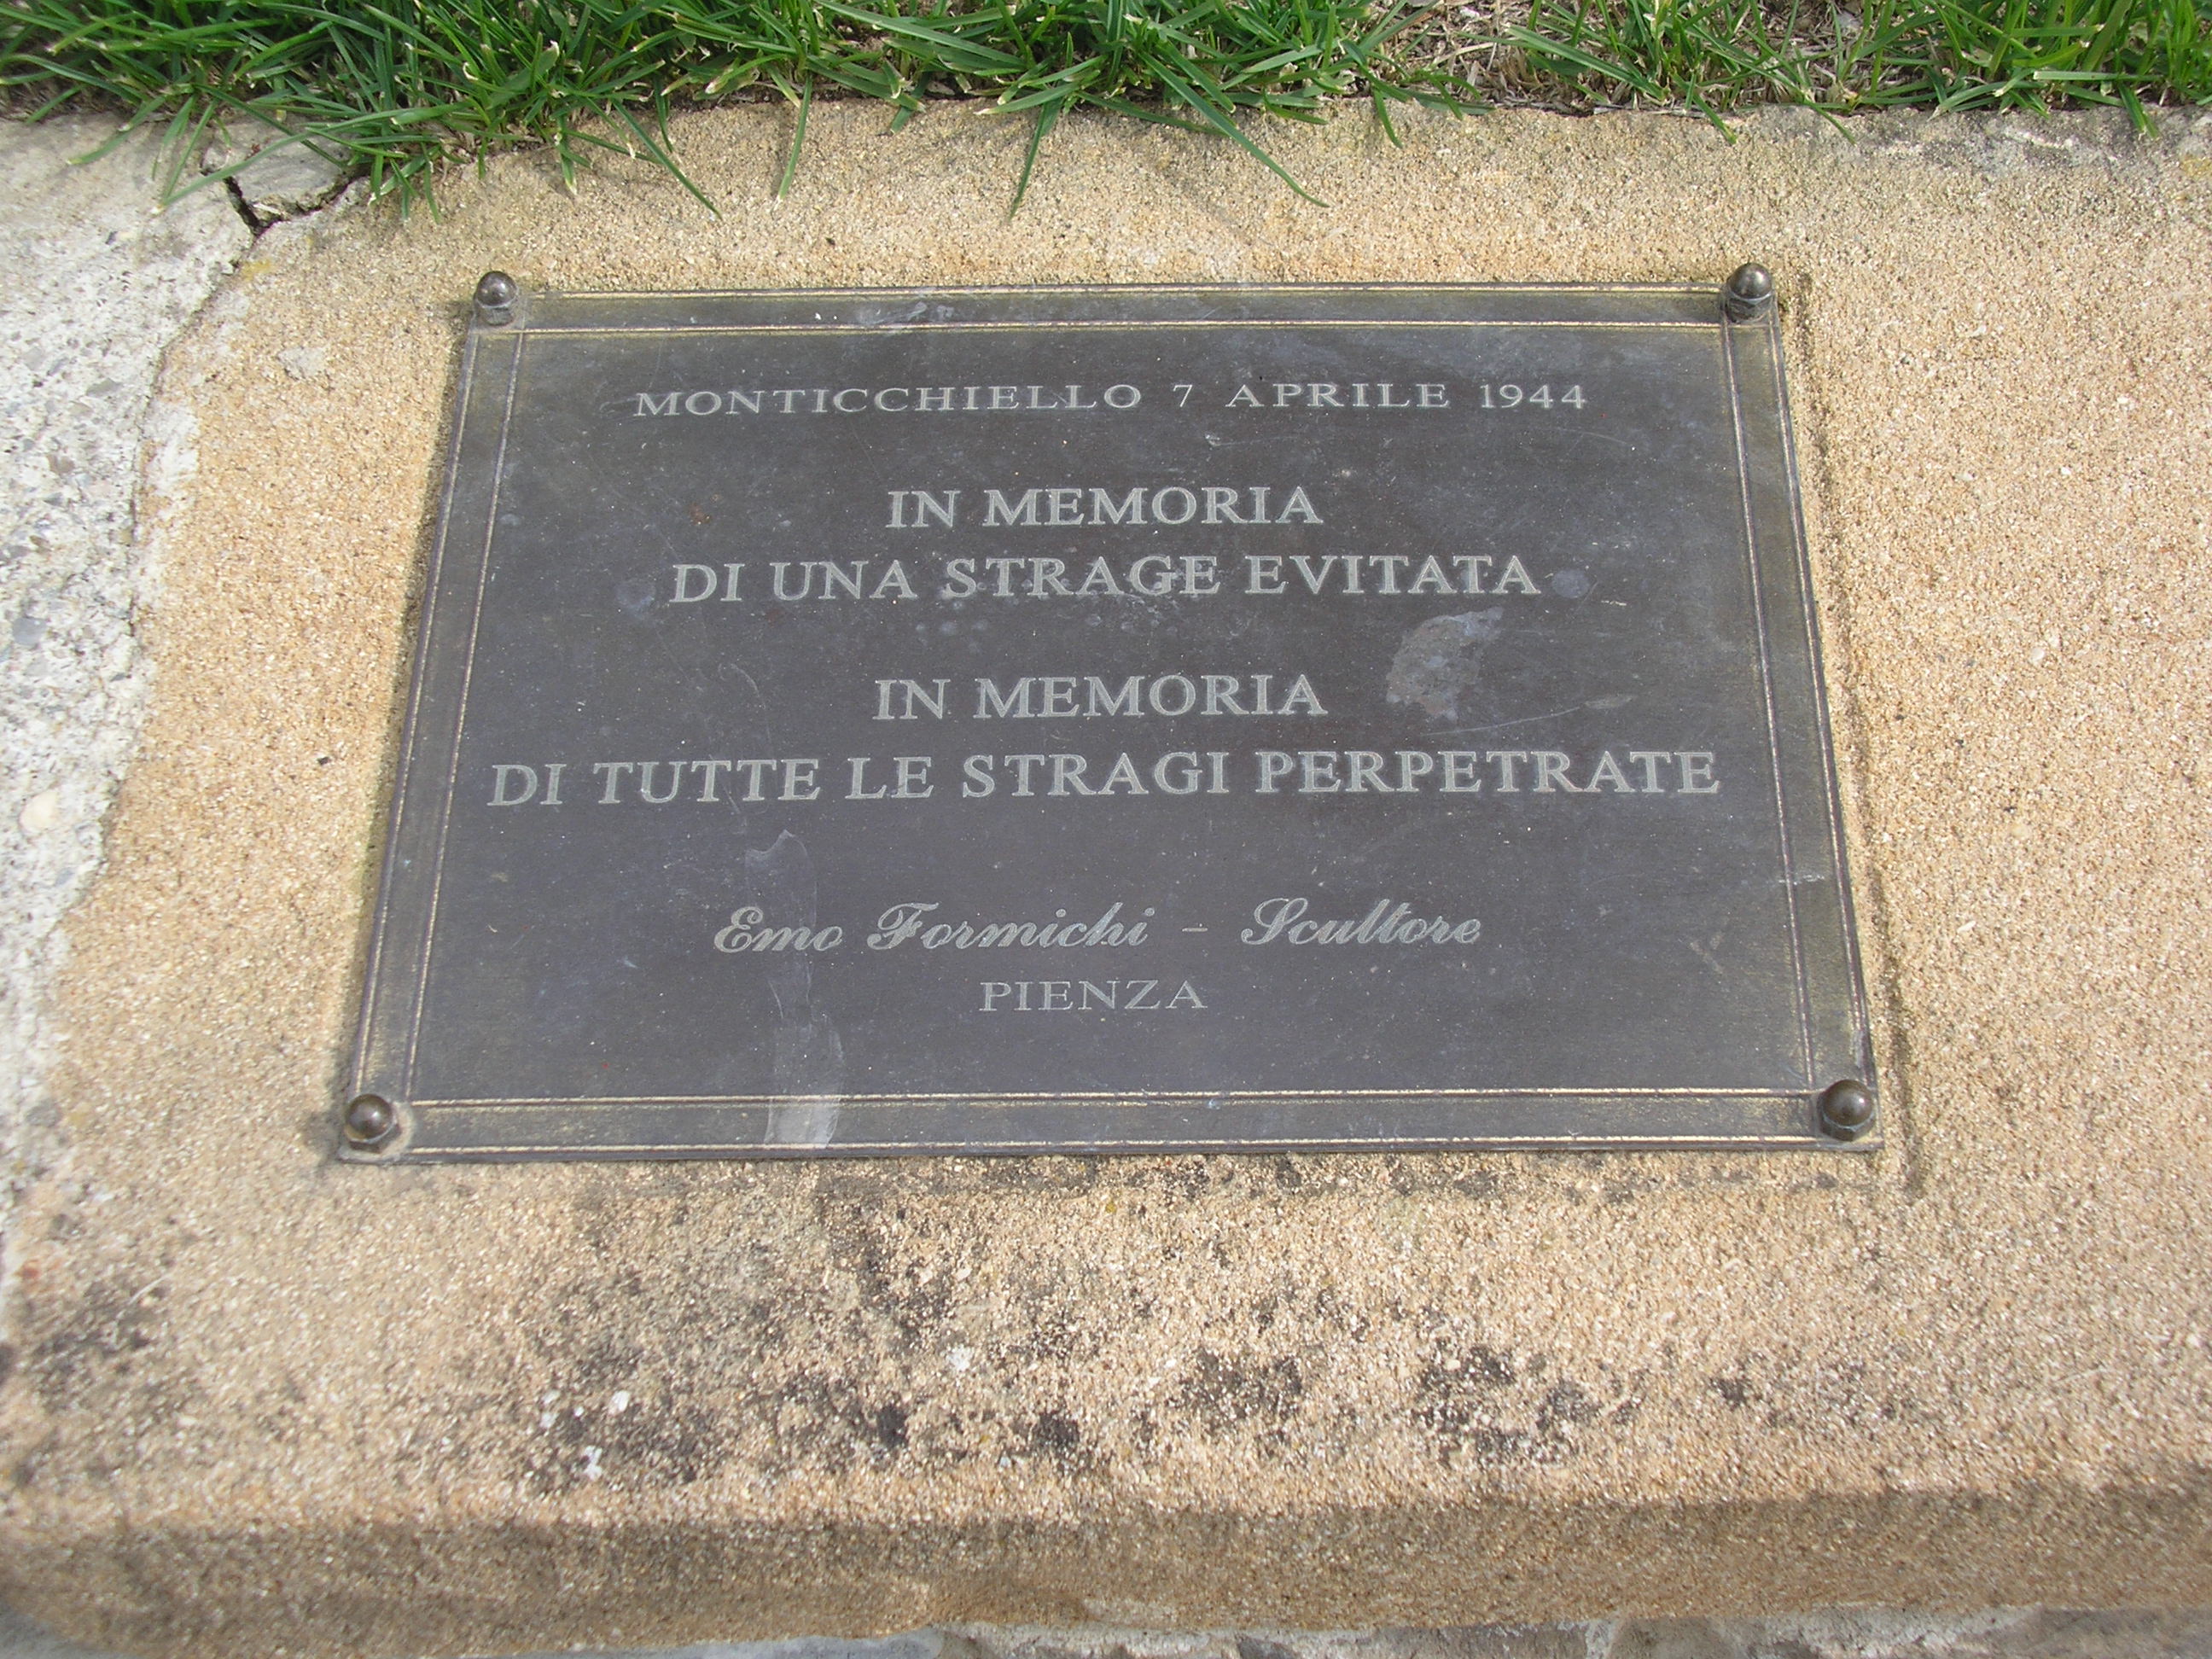 MONTICCHIELLO 7 APRILE 1944
IN MEMORIA
DI UNA STRAGE EVITATA
IN MEMORIA
DI TUTTE LE STRAGI PERPETRATE
Emo Formichi - Scultore
PIENZA